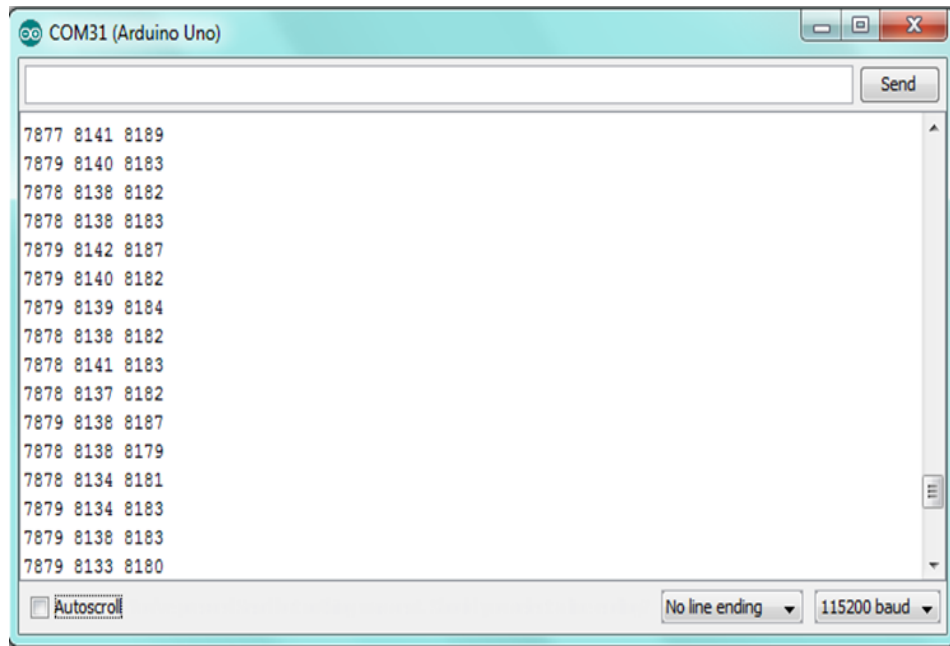 COM31 (Arduino Uno)
Send
7877 8141 8189
7879 8140 8183
7878 8138 8182
7878 8138 8183
7879 8142 8187
7879 8140 8182
7879 8139 8184
7878 8138 8182
7878 8141 8183
7878 8137 8182
7879 8138 8187
7878 8138 8179
7878 8134 8181
7879 8134 8183
7879 8138 8183
7879 8133 8180
Autoscroll No line ending 115200 baud